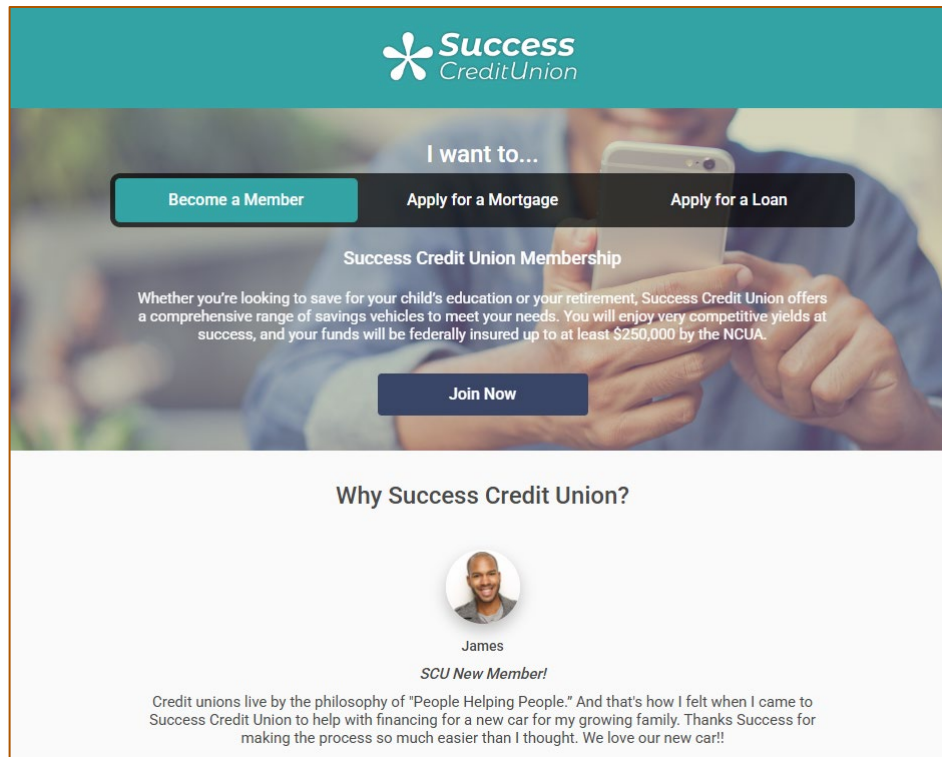 Success
CreditUnion
I want to...
Become a Member
Apply for a Mortgage
Apply for a Loan
Success Credit Union Membership
Whether you're looking to save for your child's education or your retirement, Success Credit Union offers
a comprehensive range of savings vehicles to meet your needs. You will enjoy very competitive yields at
success, and your funds will be federally insured up to at least $250,000 by the NCUA.
Join Now
Why Success Credit Union?
James
SCU New Member!
Credit unions live by the philosophy of "People Helping People." And that's how I felt when I came to
Success Credit Union to help with financing for a new car for my growing family. Thanks Success for
making the process so much easier than I thought. We love our new car!!